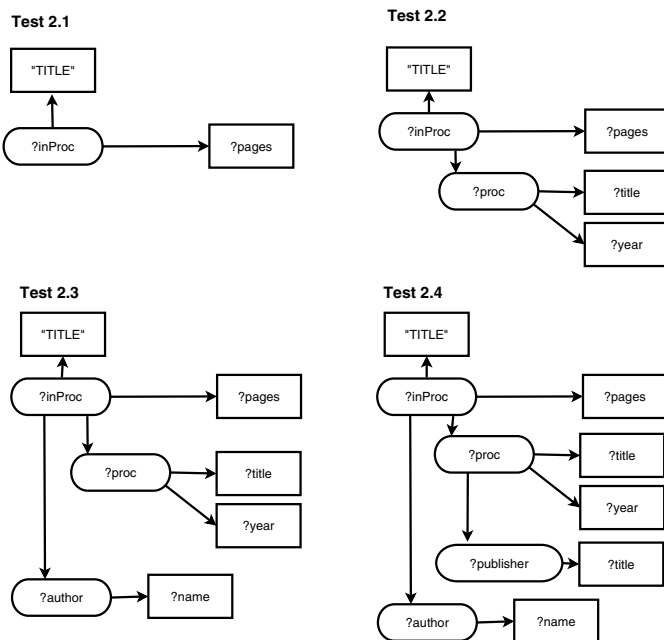 Test 2.1
"TITLE"
?inProc
?pages
Test 2.2
"TITLE"
?inProc
?pages
?proc
?title
?year
Test 2.3
"TITLE"
?inProc
?pages
?proc
?title
?year
?author
?name
Test 2.4
"TITLE"
?inProc
?pages
?proc
?title
?year
?publisher
?title
?author
?name